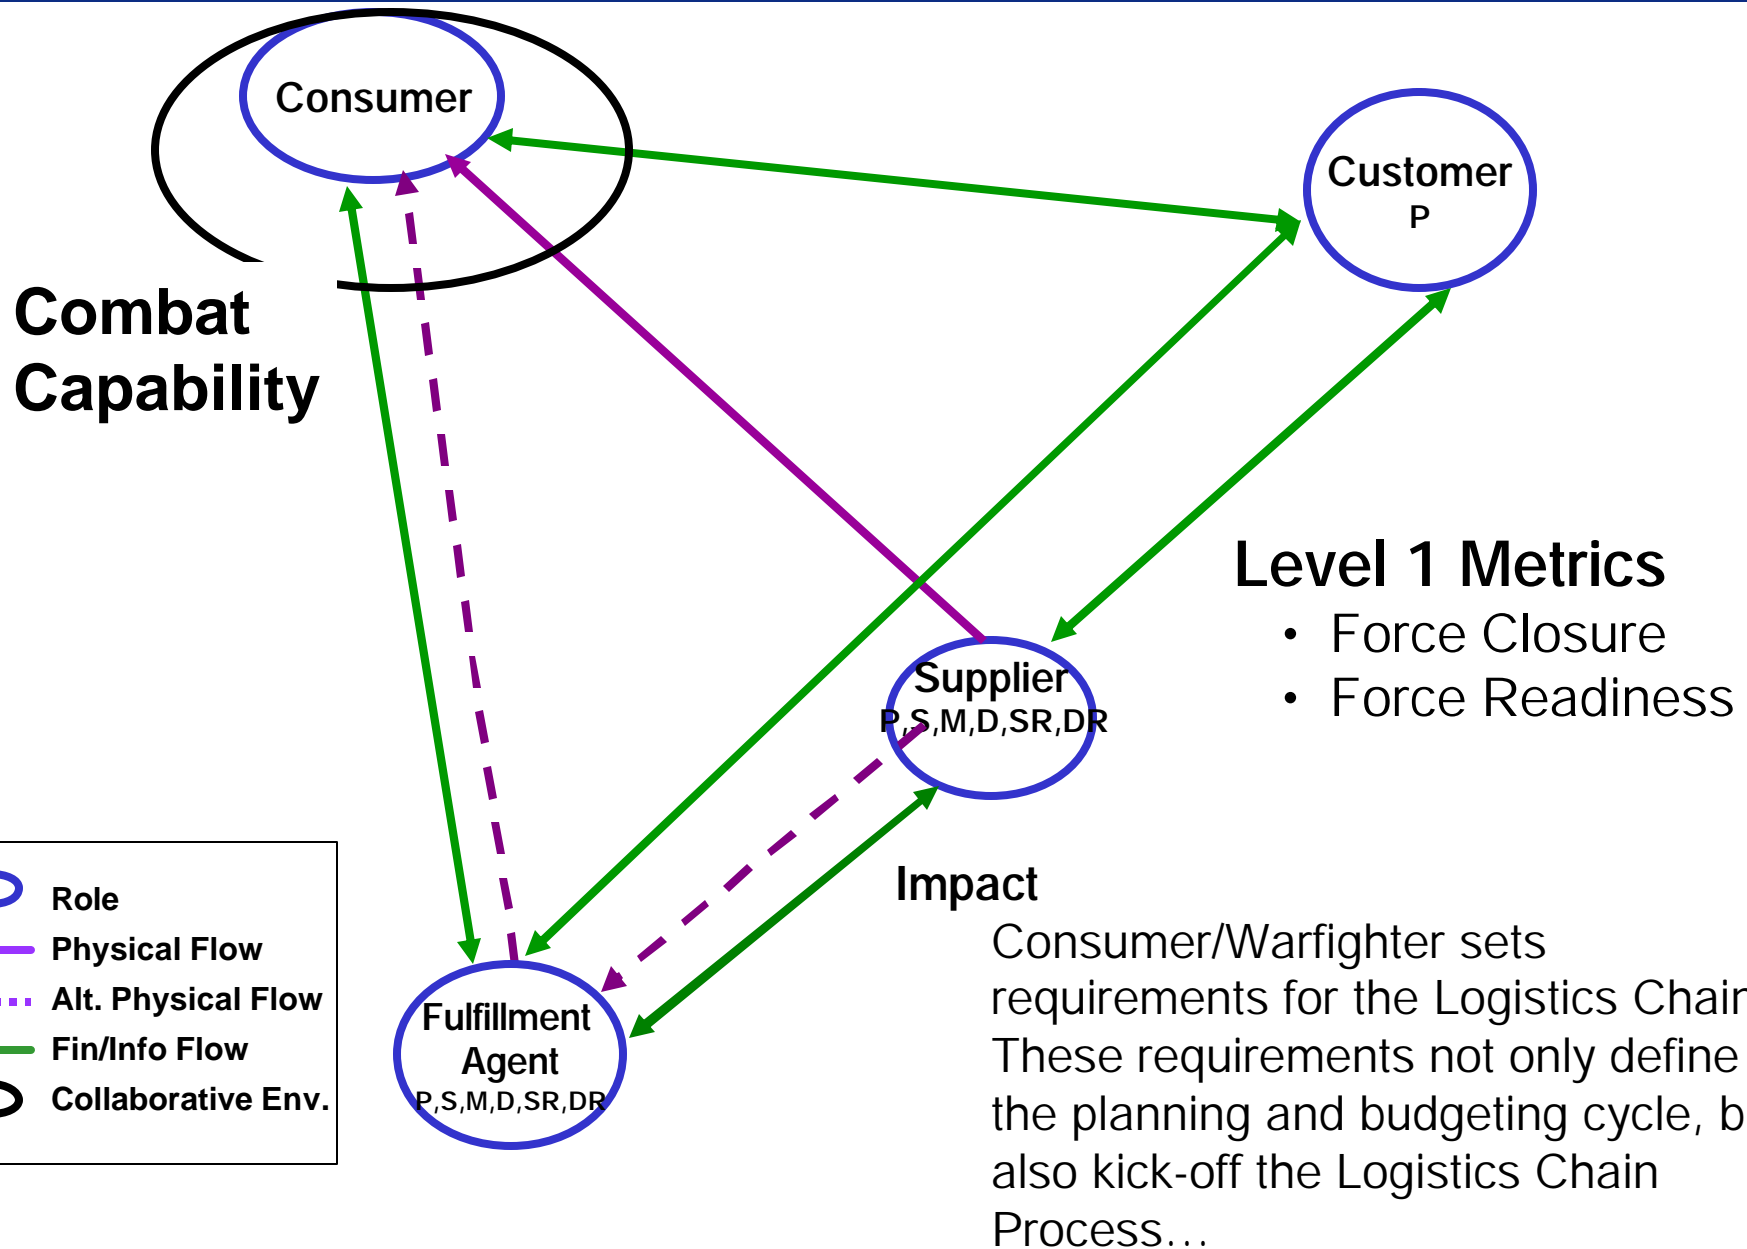 Consumer
Customer
P
Combat
Capability
Level 1 Metrics
• Force Closure
• Force Readiness
Supplier
P,S,M,D,SR,DR
Impact
Consumer/Warfighter sets
requirements for the Logistics Chain
These requirements not only define
the planning and budgeting cycle, b
also kick-off the Logistics Chain
Process…
Fulfillment
Agent
P,S,M,D,SR,DR
Role
Physical Flow
Alt. Physical Flow
Fin/Info Flow
Collaborative Env.